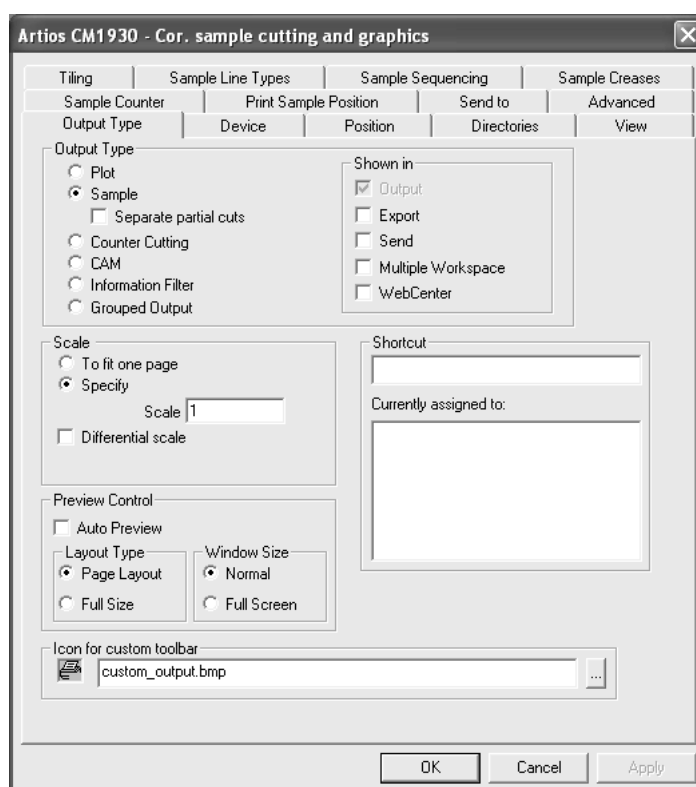 Artios CM1930 - Cor. sample cutting and graphics
Tiling
Sample Line Types
Sample Sequencing
Sample Creases
Sample Counter
Print Sample Position
Send to
Advanced
Output Type
Device
Position
Directories
View
Output Type
Plot
Sample
Separate partial cuts
Counter Cutting
CAM
Information Filter
Grouped Output
Shown in
Output
Export
Send
Multiple Workspace
WebCenter
Scale
To fit one page
Specify
Scale 1
Differential scale
Shortcut
Currently assigned to:
Preview Control
Auto Preview
Layout Type
Page Layout
Full Size
Window Size
Normal
Full Screen
Icon for custom toolbar
custom_output.bmp
...
OK
Cancel
Apply